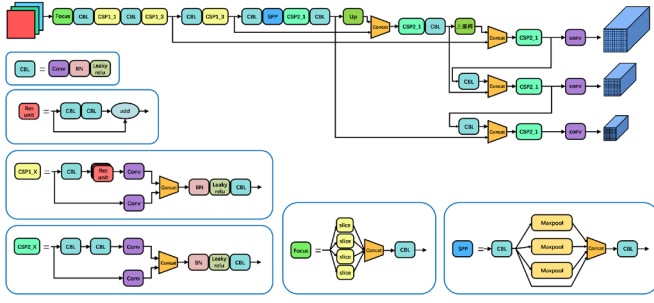 Focus CBL CSP1_1 CBL CSP1_3 CBL CSP1_3 CBL SPP CSP2_1 CBL Up Concat CSP2_1 CBL 上采样 Concat CSP2_1 conv
CBL Concat CSP2_1 conv
CBL Concat CSP2_1 conv
CBL = Conv BN Leaky relu
Res unit = CBL CBL add
CSP1_X = CBL Res unit Conv Concat BN Leaky relu CBL
Conv
CSP2_X = CBL CBL Conv Concat BN Leaky relu CBL
Conv
Focus = slice slice slice slice Concat CBL
SPP = CBL Maxpool Maxpool Maxpool Concat CBL